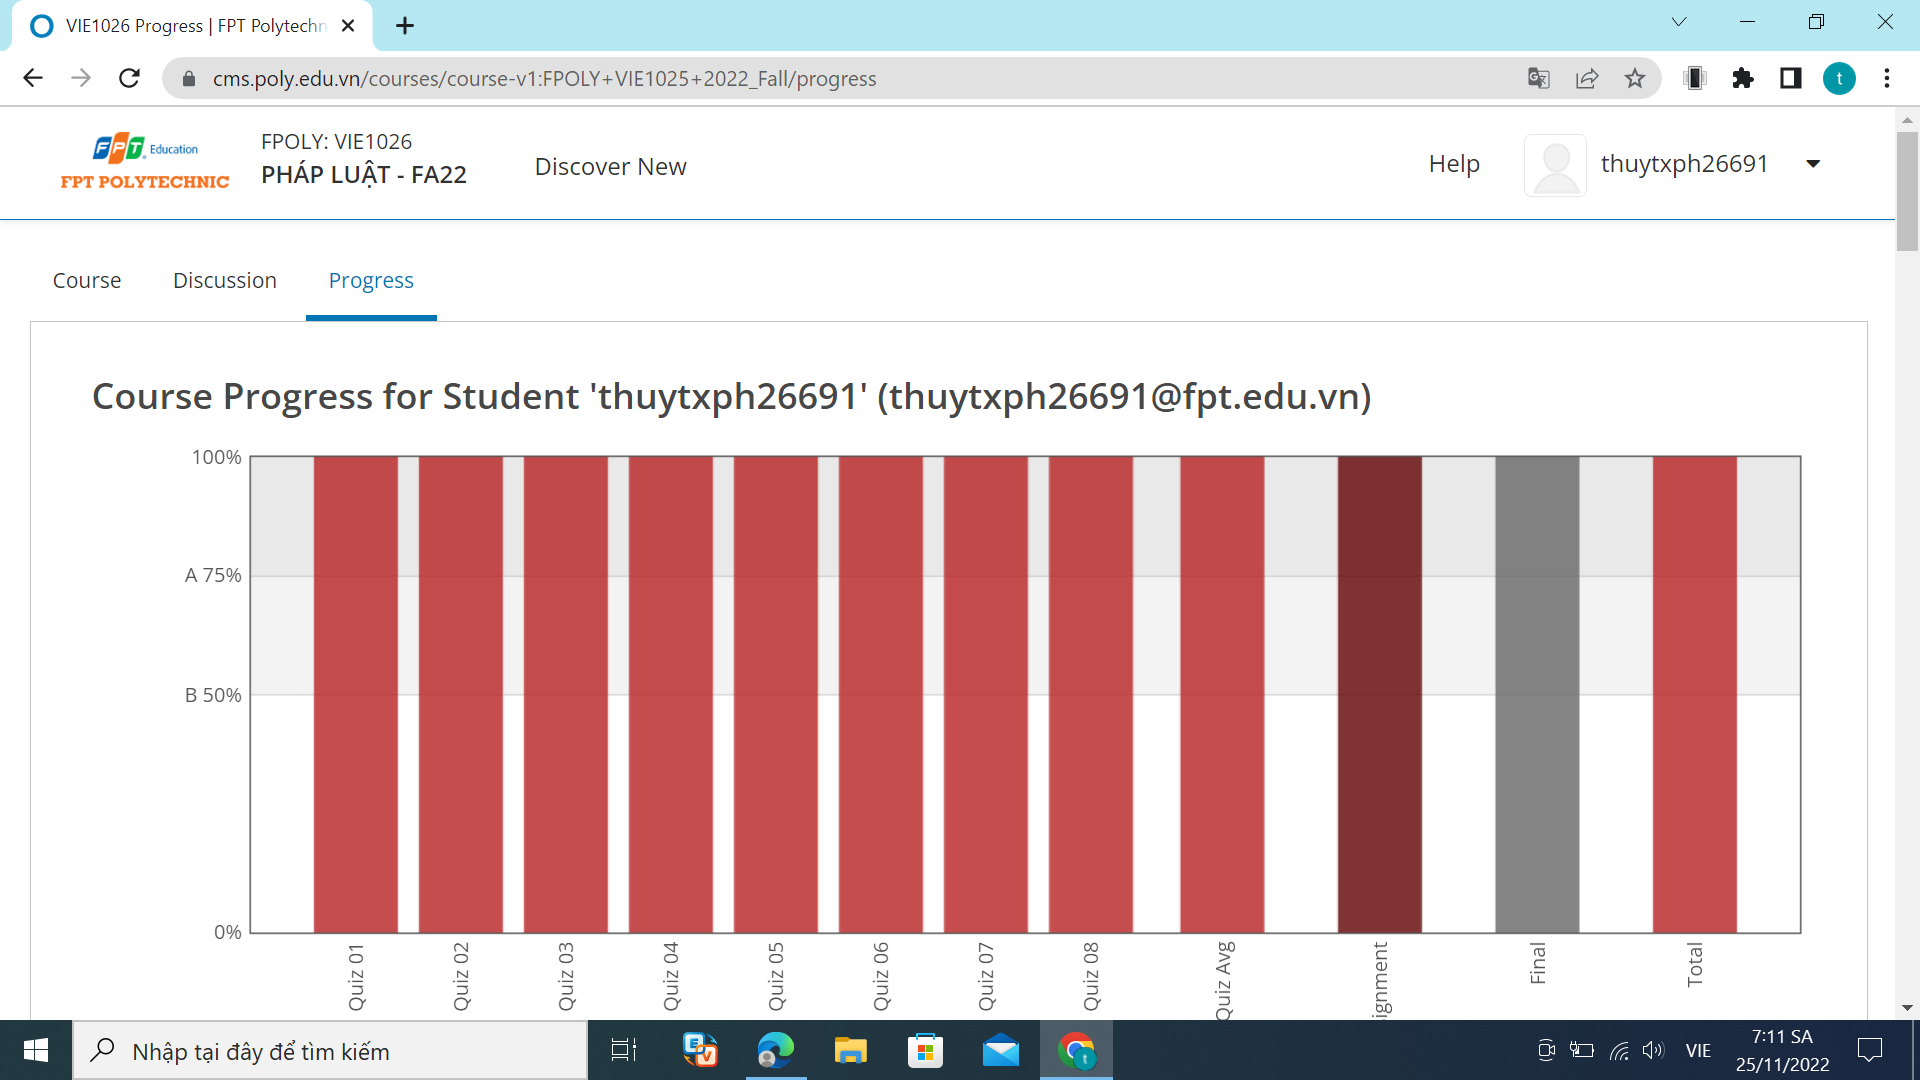 VIE1026 Progress | FPT Polytechn
cms.poly.edu.vn/courses/course-v1:FPOLY+VIE1025+2022_Fall/progress
t
FPT Education
FPT POLYTECHNIC
FPOLY: VIE1026
PHÁP LUẬT - FA22
Discover New
Help
thuytxph26691
Course
Discussion
Progress
Course Progress for Student 'thuytxph26691' (thuytxph26691@fpt.edu.vn)
100%
A 75%
B 50%
0%
Quiz 01
Quiz 02
Quiz 03
Quiz 04
Quiz 05
Quiz 06
Quiz 07
Quiz 08
Quiz Avg
ignment
Final
Total
Nhập tại đây để tìm kiếm
E
V
t
VIE
7:11 SA
25/11/2022